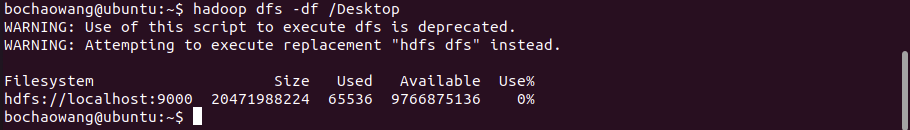 bochaowang@ubuntu:~$ hadoop dfs -df /Desktop
WARNING: Use of this script to execute dfs is deprecated.
WARNING: Attempting to execute replacement "hdfs dfs" instead.
Filesystem Size Used Available Use%
hdfs://localhost:9000 20471988224 65536 9766875136 0%
bochaowang@ubuntu:~$